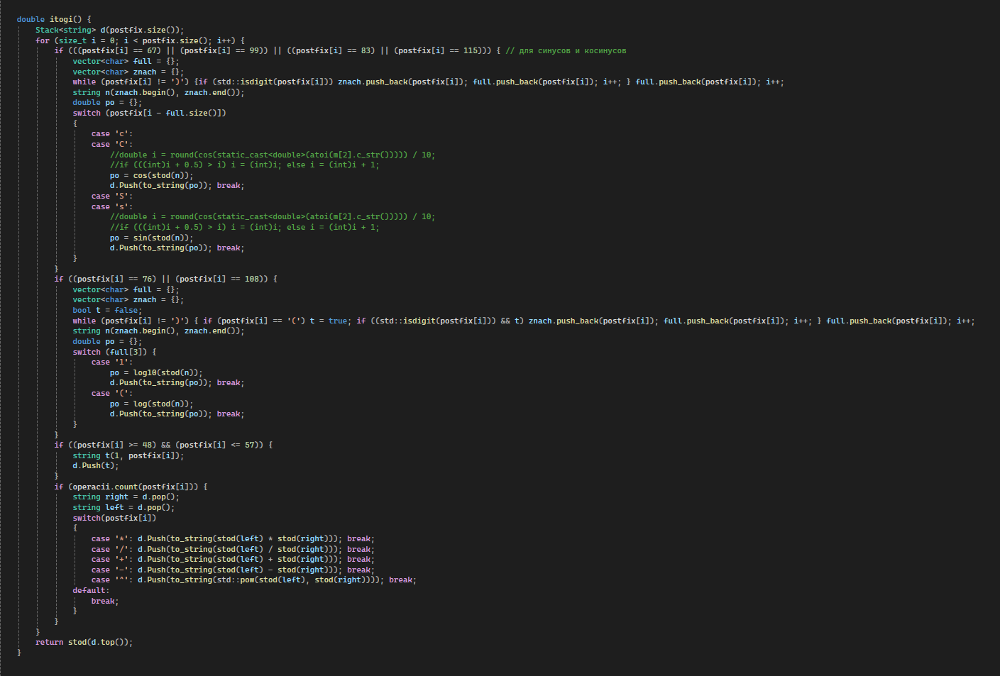 double itogi() {
    Stack<string> d(postfix.size());
    for (size_t i = 0; i < postfix.size(); i++) {
        if (((postfix[i] == 67) || (postfix[i] == 99)) || ((postfix[i] == 83) || (postfix[i] == 115))) { // для синусов и косинусов
            vector<char> full = {};
            vector<char> znach = {};
            while (postfix[i] != ')') {if (std::isdigit(postfix[i])) znach.push_back(postfix[i]); full.push_back(postfix[i]); i++; } full.push_back(postfix[i]); i++;
            string n(znach.begin(), znach.end());
            double po = {};
            switch (postfix[i - full.size()])
            {
                case 'c':
                case 'C':
                    //double i = round(cos(static_cast<double>(atoi(m[2].c_str())))) / 10;
                    //if (((int)i + 0.5) > i) i = (int)i; else i = (int)i + 1;
                    po = cos(stod(n));
                    d.Push(to_string(po)); break;
                case 'S':
                case 's':
                    //double i = round(cos(static_cast<double>(atoi(m[2].c_str())))) / 10;
                    //if (((int)i + 0.5) > i) i = (int)i; else i = (int)i + 1;
                    po = sin(stod(n));
                    d.Push(to_string(po)); break;
            }
        }
        if ((postfix[i] == 76) || (postfix[i] == 108)) {
            vector<char> full = {};
            vector<char> znach = {};
            bool t = false;
            while (postfix[i] != ')') { if (postfix[i] == '(') t = true; if ((std::isdigit(postfix[i])) && t) znach.push_back(postfix[i]); full.push_back(postfix[i]); i++; } full.push_back(postfix[i]); i++;
            string n(znach.begin(), znach.end());
            double po = {};
            switch (full[3]) {
                case '1':
                    po = log10(stod(n));
                    d.Push(to_string(po)); break;
                case '(':
                    po = log(stod(n));
                    d.Push(to_string(po)); break;
            }
        }
        if ((postfix[i] >= 48) && (postfix[i] <= 57)) {
            string t(1, postfix[i]);
            d.Push(t);
        }
        if (operacii.count(postfix[i])) {
            string right = d.pop();
            string left = d.pop();
            switch(postfix[i])
            {
                case '*': d.Push(to_string(stod(left) * stod(right))); break;
                case '/': d.Push(to_string(stod(left) / stod(right))); break;
                case '+': d.Push(to_string(stod(left) + stod(right))); break;
                case '-': d.Push(to_string(stod(left) - stod(right))); break;
                case '^': d.Push(to_string(std::pow(stod(left), stod(right)))); break;
            default:
                break;
            }
        }
    }
    return stod(d.top());
}